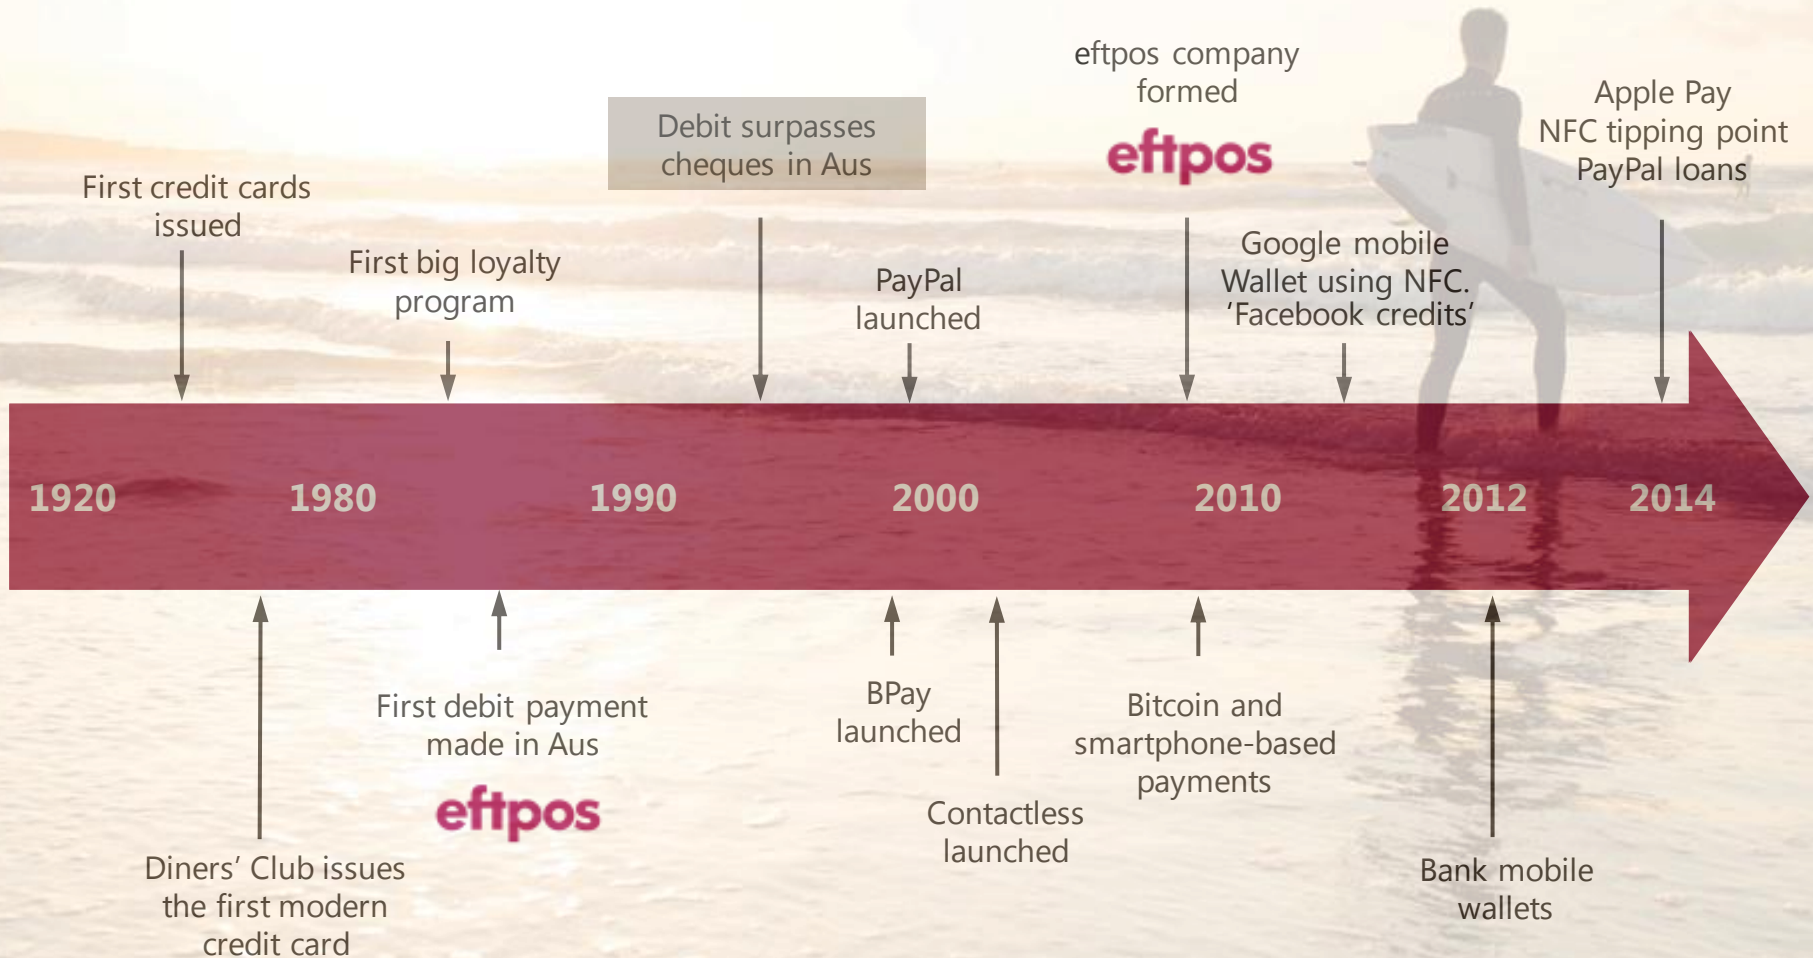 eftpos company
formed
eftpos
Apple Pay
NFC tipping point
PayPal loans
Debit surpasses
cheques in Aus
First credit cards
issued
First big loyalty
program
PayPal
launched
Google mobile
Wallet using NFC.
‘Facebook credits’
1920
1980
1990
2000
2010
2012
2014
First debit payment
made in Aus
eftpos
BPay
launched
Bitcoin and
smartphone-based
payments
Contactless
launched
Diners’ Club issues
the first modern
credit card
Bank mobile
wallets